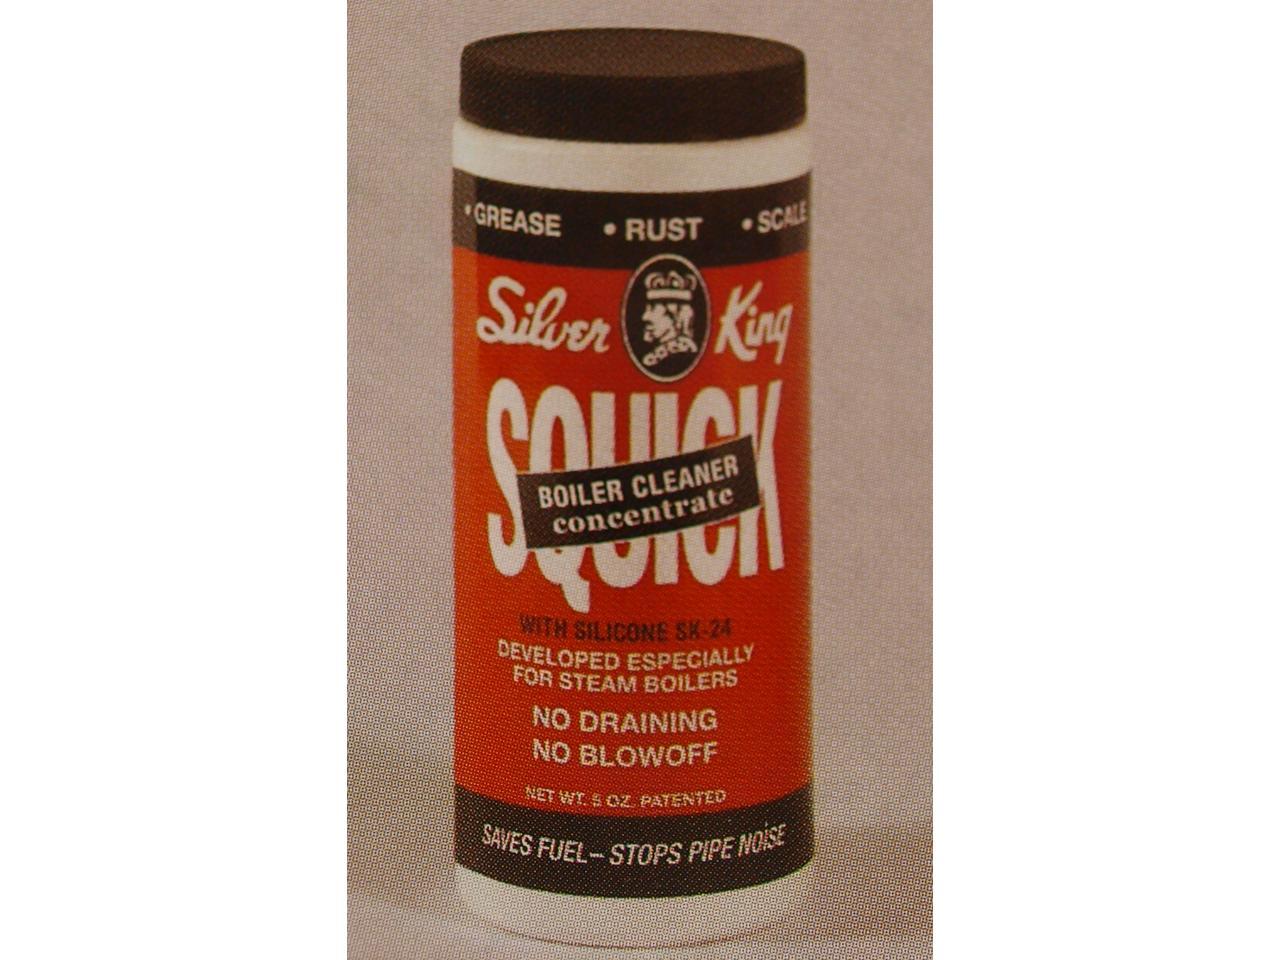 • GREASE • RUST • SCALE
Silver King
SQUICK
BOILER CLEANER
concentrate
WITH SILICONE SK-24
DEVELOPED ESPECIALLY
FOR STEAM BOILERS
NO DRAINING
NO BLOWOFF
NET WT. 5 OZ. PATENTED
SAVES FUEL– STOPS PIPE NOISE